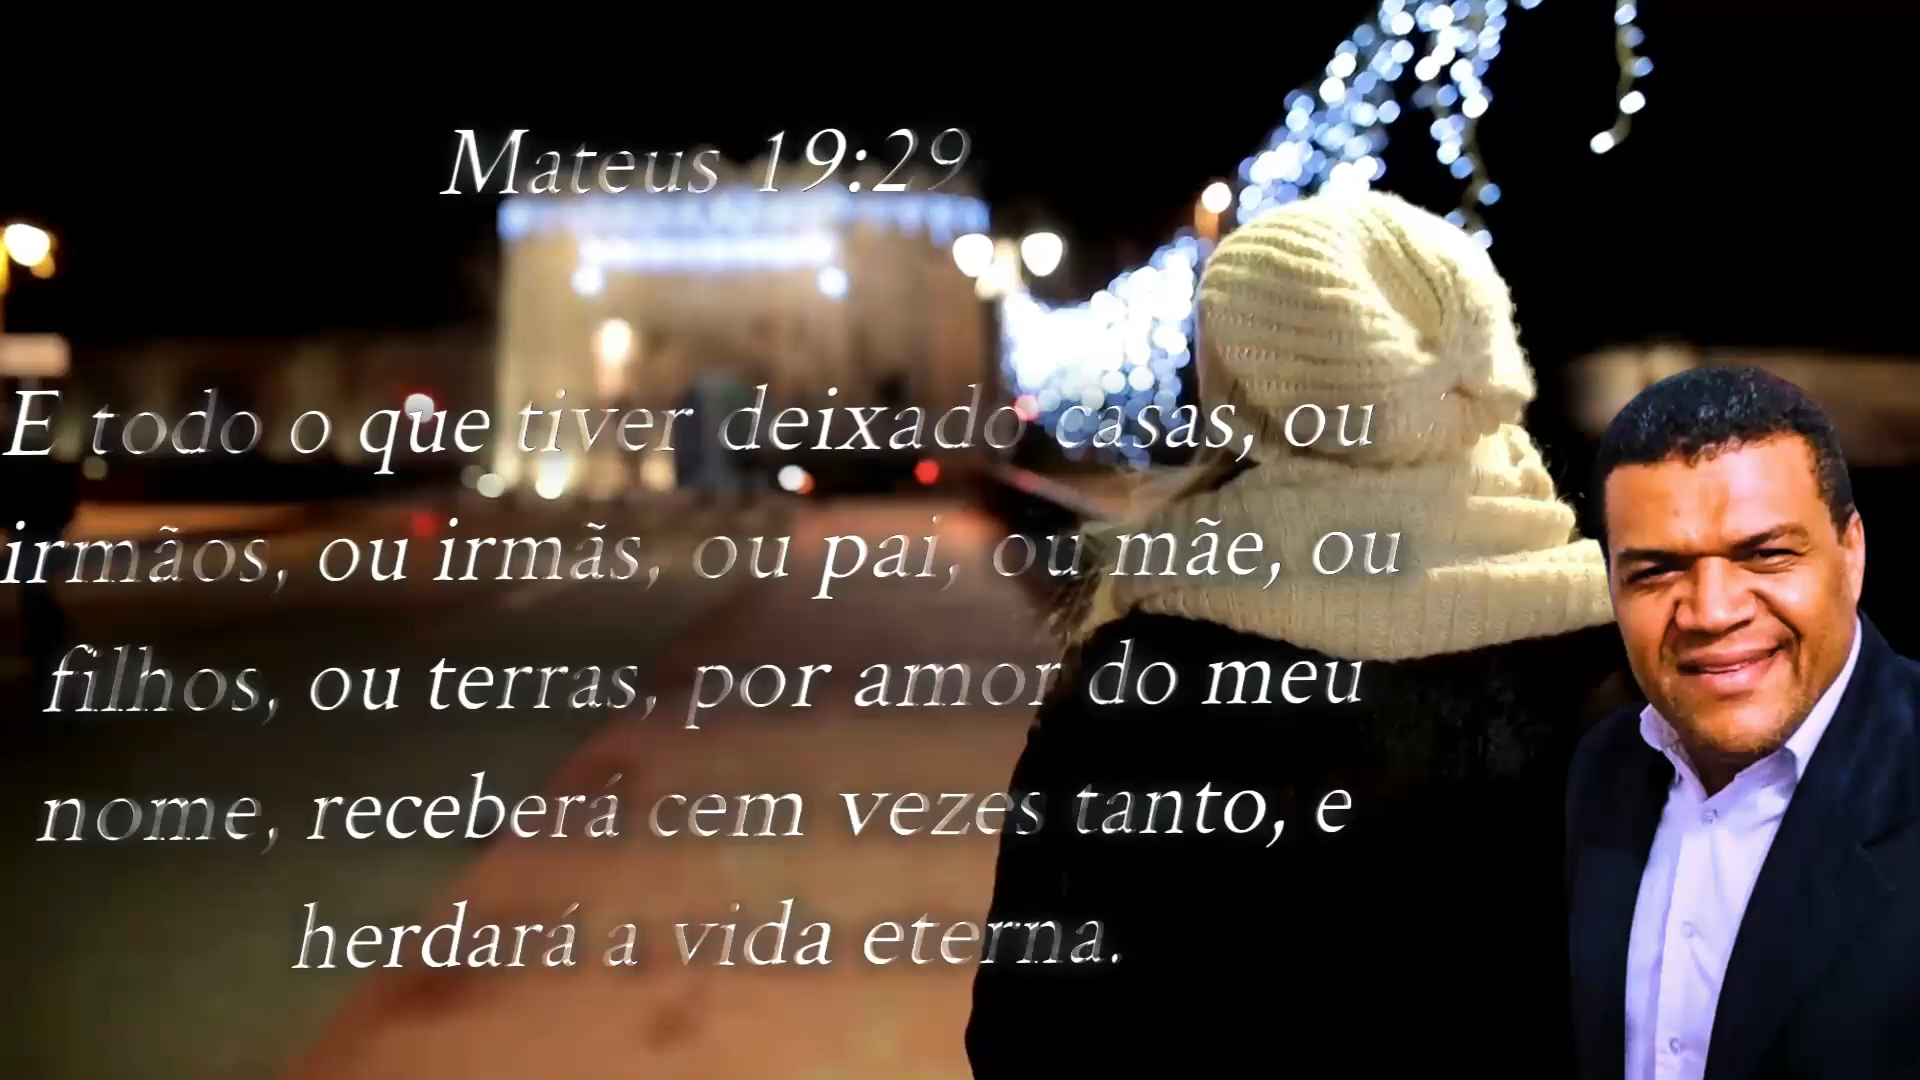 Mateus 19:29
E todo o que tiver deixado casas, ou
irmãos, ou irmãs, ou pai, ou mãe, ou
filhos, ou terras, por amor do meu
nome, receberá cem vezes tanto, e
herdará a vida eterna.